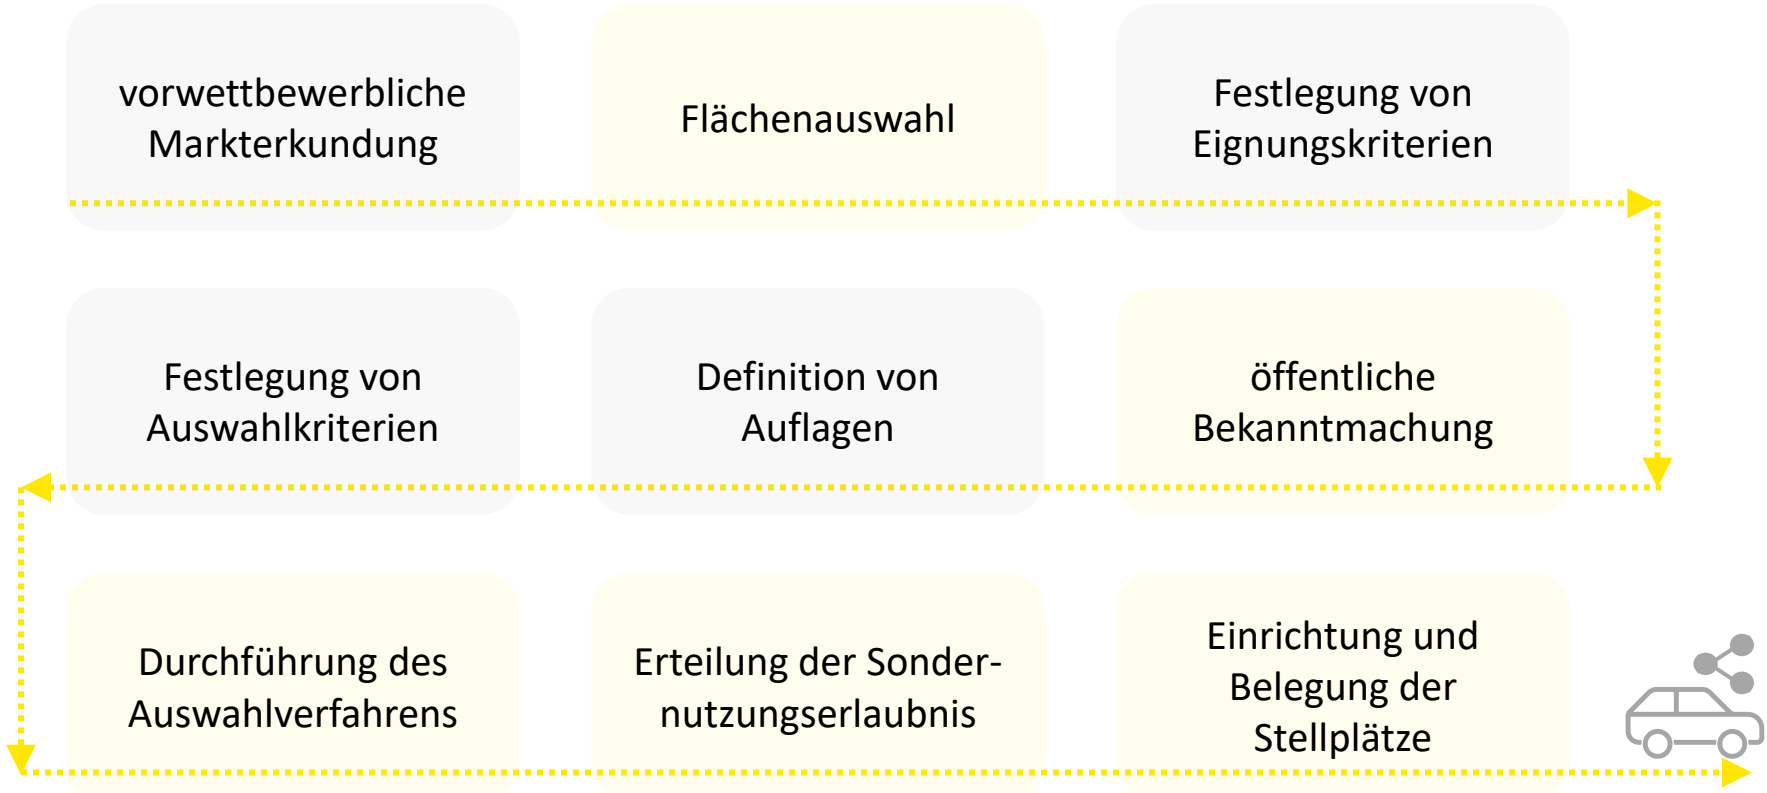 vorwettbewerbliche
Markterkundung
Flächenauswahl
Festlegung von
Eignungskriterien
Festlegung von
Auswahlkriterien
Definition von
Auflagen
öffentliche
Bekanntmachung
Durchführung des
Auswahlverfahrens
Erteilung der Sonder-
nutzungserlaubnis
Einrichtung und
Belegung der
Stellplätze